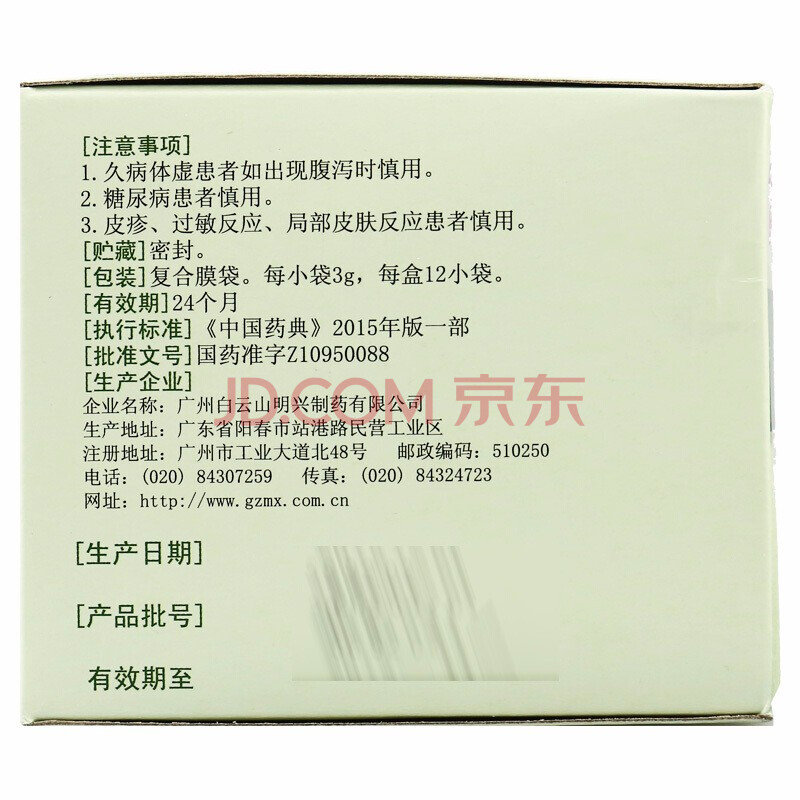 [注意事项]
1. 久病体虚患者如出现腹泻时慎用。
2. 糖尿病患者慎用。
3. 皮疹、过敏反应、局部皮肤反应患者慎用。
[贮藏]密封。
[包装]复合膜袋。每小袋3g，每盒12小袋。
[有效期]24个月
[执行标准]《中国药典》2015年版一部
[批准文号]国药准字Z10950088
[生产企业]
JD.COM 京东
企业名称：广州白云山明兴制药有限公司
生产地址：广东省阳春市站港路民营工业区
注册地址：广州市工业大道北48号 邮政编码：510250
电话：(020) 84307259 传真：(020) 84324723
网址：http://www.gzmx.com.cn
[生产日期]
[产品批号]
有效期至